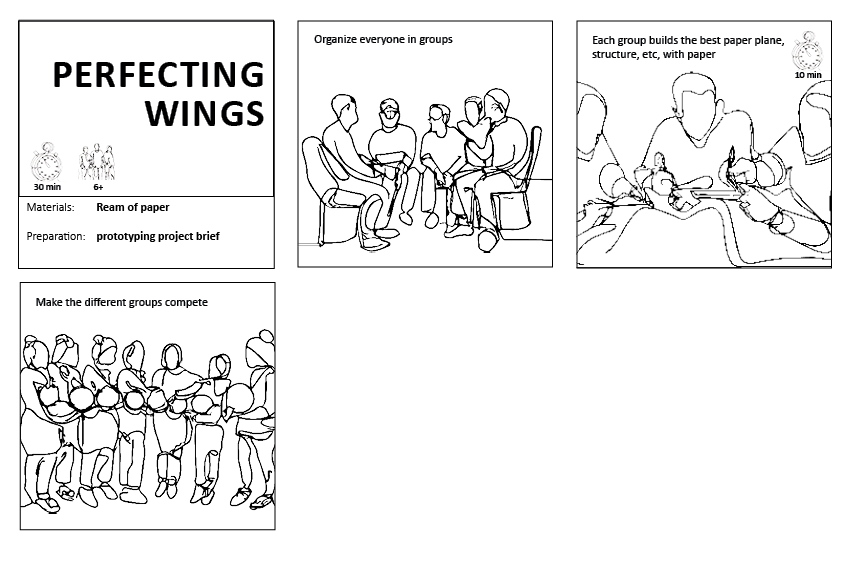 PERFECTING
WINGS
30 min
6+
Materials: Ream of paper
Preparation: prototyping project brief
Organize everyone in groups
Each group builds the best paper plane,
structure, etc, with paper
10 min
Make the different groups compete